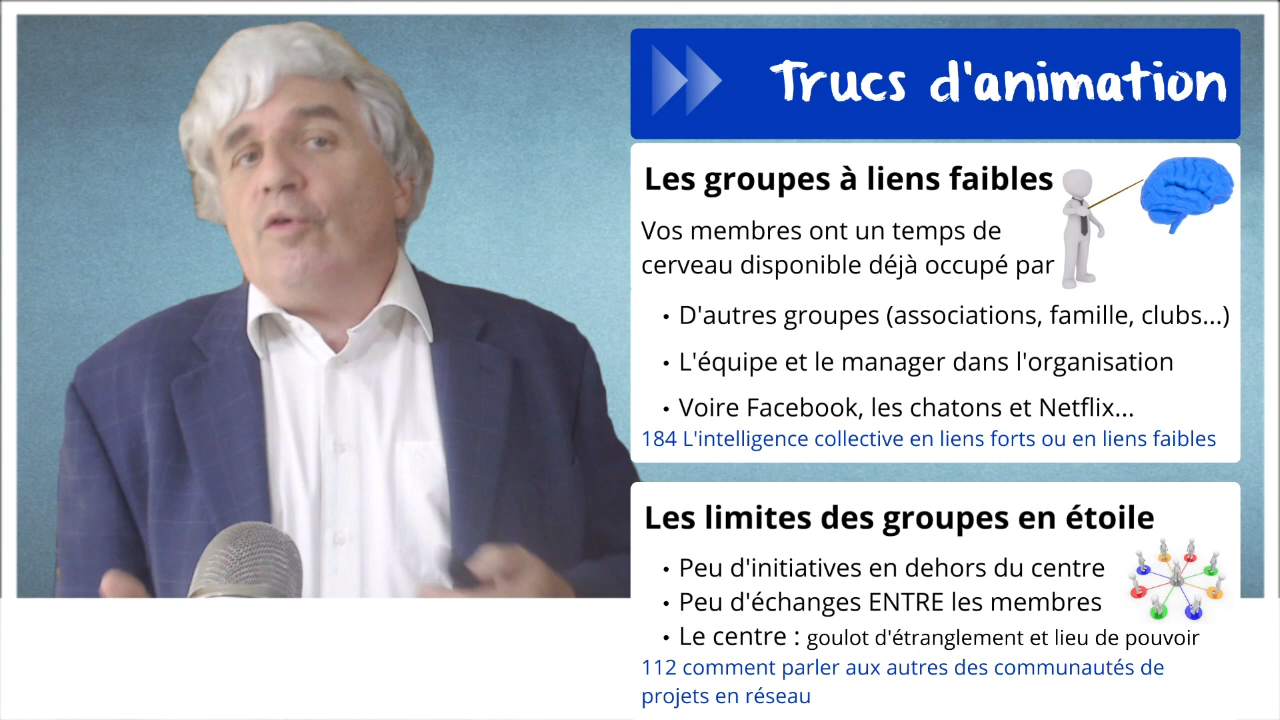 Trucs d'animation
Les groupes à liens faibles
Vos membres ont un temps de
cerveau disponible déjà occupé par
• D'autres groupes (associations, famille, clubs...)
• L'équipe et le manager dans l'organisation
• Voire Facebook, les chatons et Netflix...
184 L'intelligence collective en liens forts ou en liens faibles
Les limites des groupes en étoile
• Peu d'initiatives en dehors du centre
• Peu d'échanges ENTRE les membres
• Le centre : goulot d'étranglement et lieu de pouvoir
112 comment parler aux autres des communautés de
projets en réseau